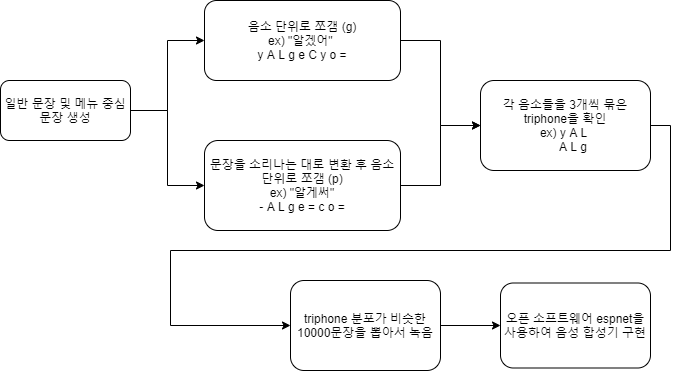 일반 문장 및 메뉴 중심
문장 생성
음소 단위로 쪼갬 (g)
ex) "알겠어"
y A L g e C y o =
문장을 소리나는 대로 변환 후 음소
단위로 쪼갬 (p)
ex) "알게써"
- A L g e = c o =
각 음소들을 3개씩 묶은
triphone을 확인
ex) y A L
A L g
triphone 분포가 비슷한
10000문장을 뽑아서 녹음
오픈 소프트웨어 espnet을
사용하여 음성 합성기 구현